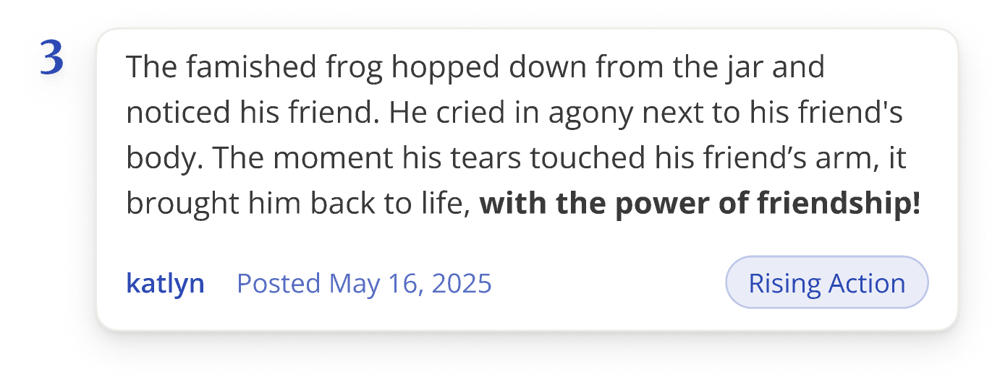 3
The famished frog hopped down from the jar and
noticed his friend. He cried in agony next to his friend's
body. The moment his tears touched his friend’s arm, it
brought him back to life, with the power of friendship!
katlyn Posted May 16, 2025 Rising Action